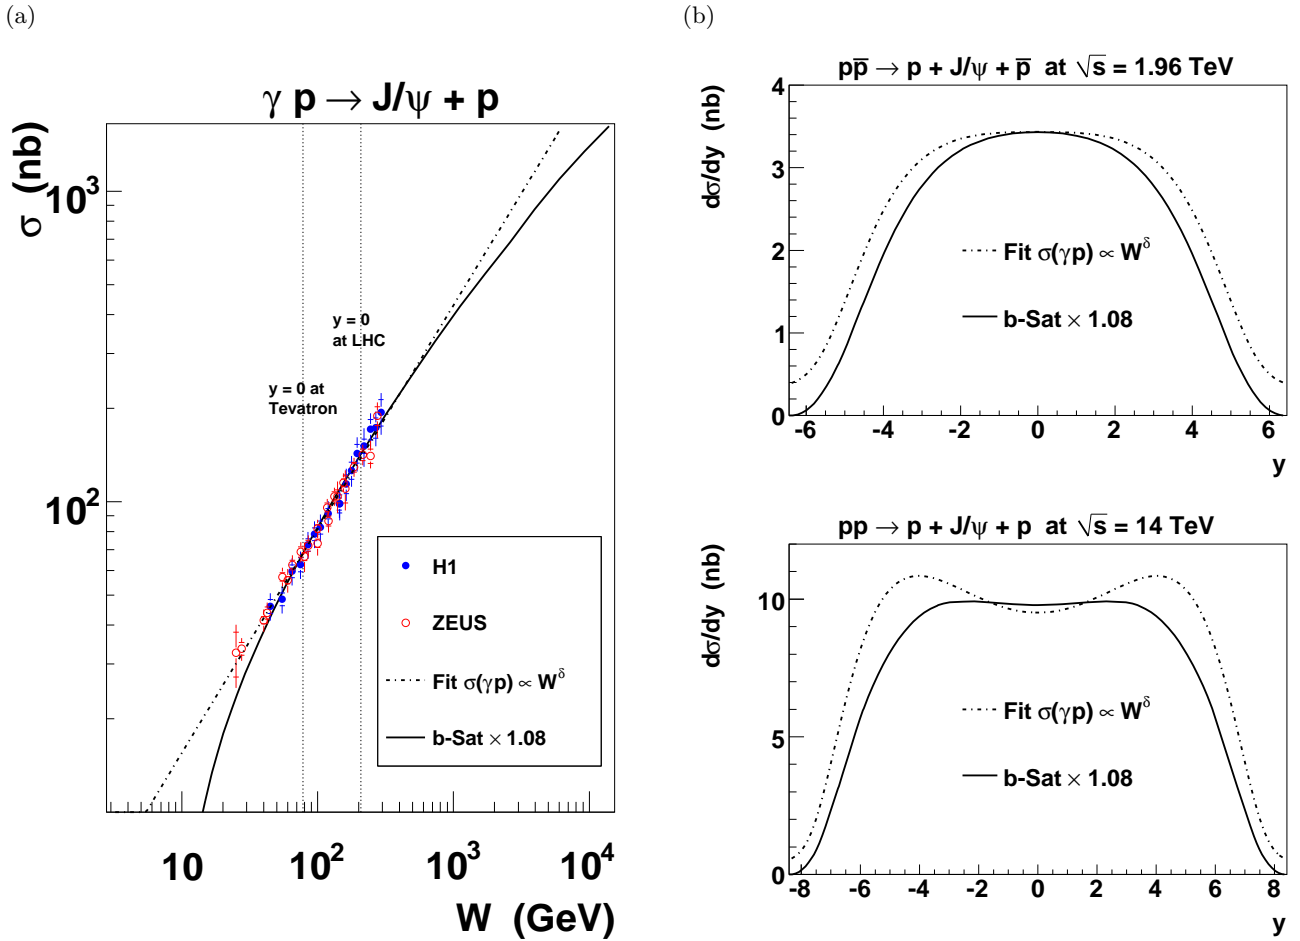 (a)
γ p → J/ψ + p
σ (nb)
10³
10²
y = 0
at LHC
y = 0 at
Tevatron
H1
ZEUS
Fit σ(γp) ∝ W^δ
b-Sat × 1.08
10
10²
10³
10⁴
W (GeV)
(b)
pp̅ → p + J/ψ + p̅ at √s = 1.96 TeV
dσ/dy (nb)
4
3
2
1
0
Fit σ(γp) ∝ W^δ
b-Sat × 1.08
-6 -4 -2 0 2 4 6
y
pp → p + J/ψ + p at √s = 14 TeV
dσ/dy (nb)
10
5
0
Fit σ(γp) ∝ W^δ
b-Sat × 1.08
-8 -6 -4 -2 0 2 4 6 8
y